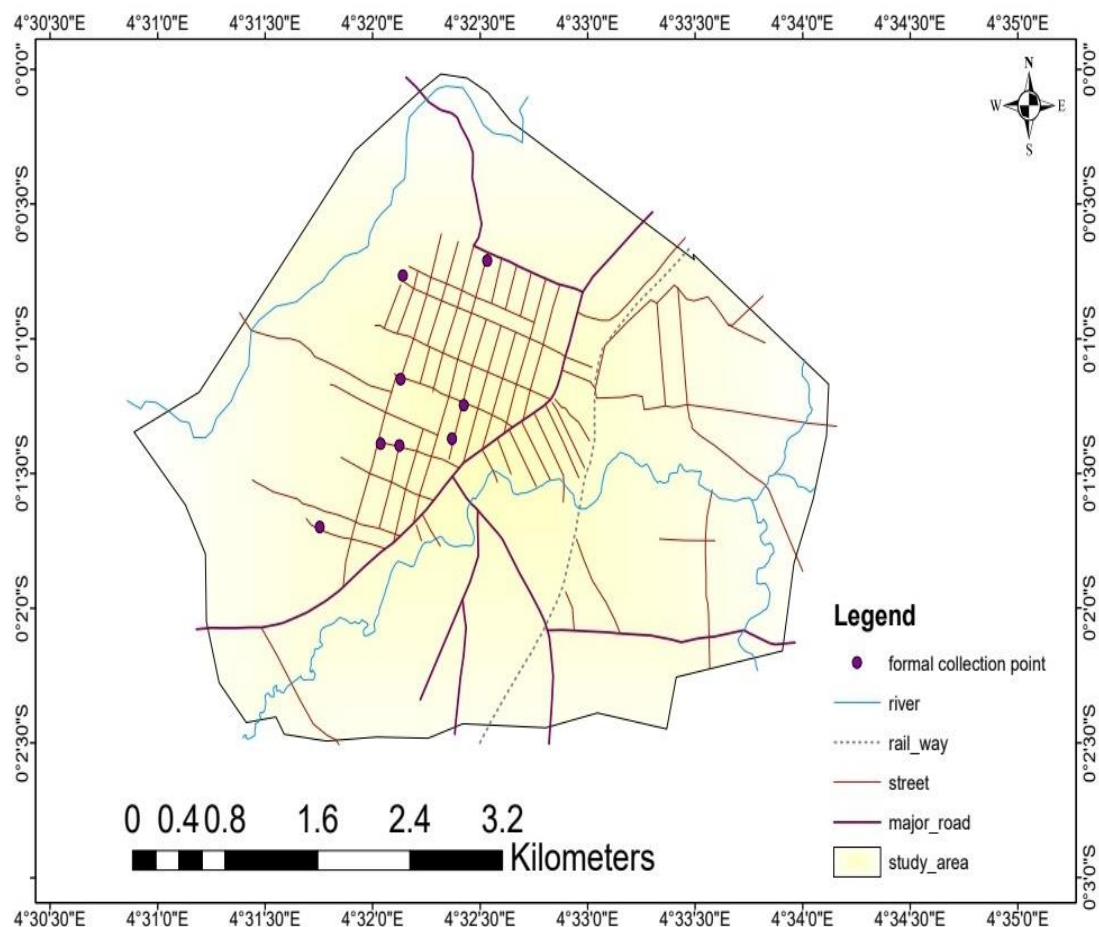 4°30'30"E 4°31'0"E 4°31'30"E 4°32'0"E 4°32'30"E 4°33'0"E 4°33'30"E 4°34'0"E 4°34'30"E 4°35'0"E
N
W E
S
0°0'0" 0°0'0"
0°0'30"S 0°0'30"S
0°1'0"S 0°1'0"S
0°1'30"S 0°1'30"S
0°2'0"S 0°2'0"S
0°2'30"S 0°2'30"S
0°3'0"S
Legend
formal collection point
river
rail_way
street
major_road
study_area
0 0.4 0.8 1.6 2.4 3.2
Kilometers
4°30'30"E 4°31'0"E 4°31'30"E 4°32'0"E 4°32'30"E 4°33'0"E 4°33'30"E 4°34'0"E 4°34'30"E 4°35'0"E